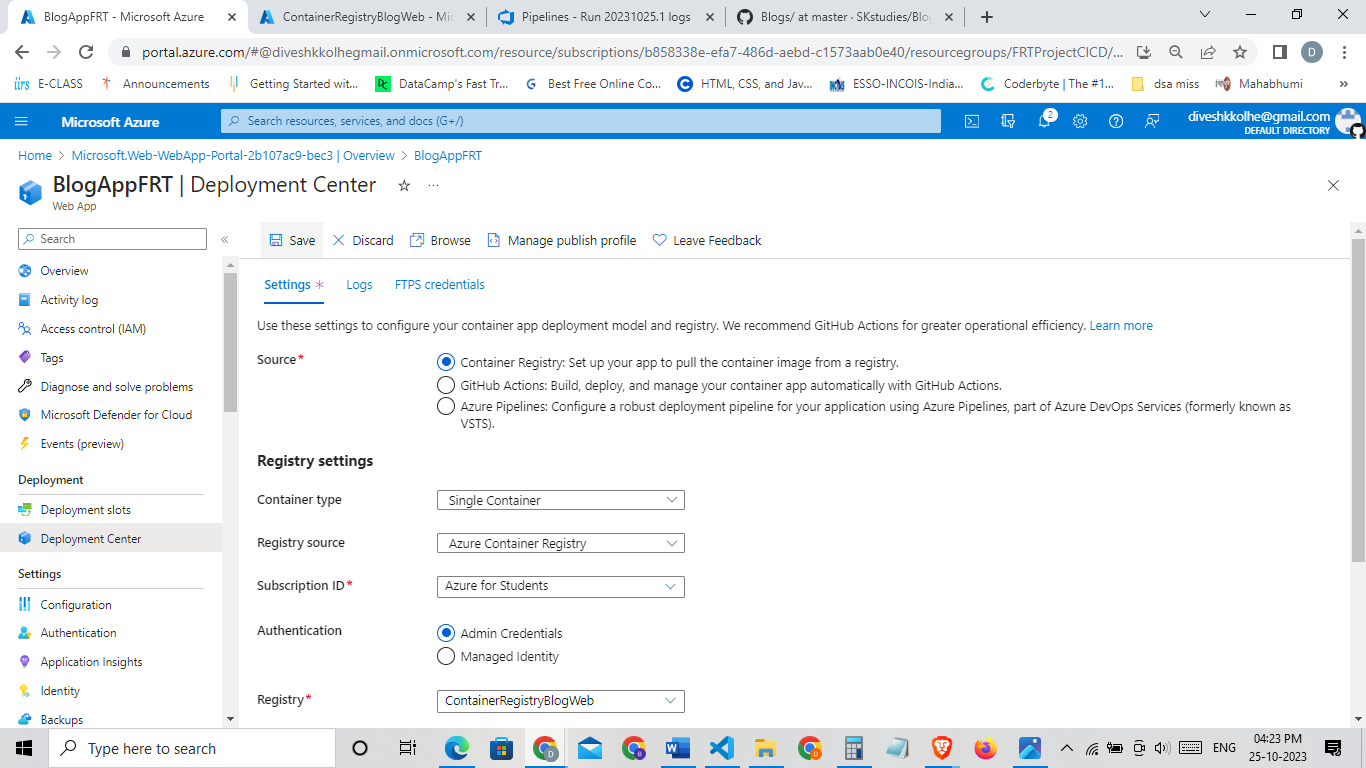 BlogAppFRT - Microsoft Azure
ContainerRegistryBlogWeb - Mic
Pipelines - Run 20231025.1 logs
Blogs/ at master · SKstudies/Blog
portal.azure.com/#@diveshkkolhegmail.onmicrosoft.com/resource/subscriptions/b858338e-efa7-486d-aebd-c1573aab0e40/resourcegroups/FRTProjectCICD/...
D
iirs E-CLASS
Announcements
Getting Started wit...
DataCamp's Fast Tr...
Best Free Online Co...
HTML, CSS, and Jav...
ESSO-INCOIS-India...
Coderbyte | The #1...
dsa miss
Mahabhumi
»
Microsoft Azure
Search resources, services, and docs (G+/)
2
diveshkkolhe@gmail.com
DEFAULT DIRECTORY
Home > Microsoft.Web-WebApp-Portal-2b107ac9-bec3 | Overview > BlogAppFRT
BlogAppFRT | Deployment Center
...
Web App
Search
«
Save
Discard
Browse
Manage publish profile
Leave Feedback
Overview
Activity log
Access control (IAM)
Tags
Diagnose and solve problems
Microsoft Defender for Cloud
Events (preview)
Deployment
Deployment slots
Deployment Center
Settings
Configuration
Authentication
Application Insights
Identity
Backups
Settings *
Logs
FTPS credentials
Use these settings to configure your container app deployment model and registry. We recommend GitHub Actions for greater operational efficiency. Learn more
Source*
Container Registry: Set up your app to pull the container image from a registry.
GitHub Actions: Build, deploy, and manage your container app automatically with GitHub Actions.
Azure Pipelines: Configure a robust deployment pipeline for your application using Azure Pipelines, part of Azure DevOps Services (formerly known as
VSTS).
Registry settings
Container type
Single Container
Registry source
Azure Container Registry
Subscription ID*
Azure for Students
Authentication
Admin Credentials
Managed Identity
Registry*
ContainerRegistryBlogWeb
Type here to search
ENG
04:23 PM
25-10-2023